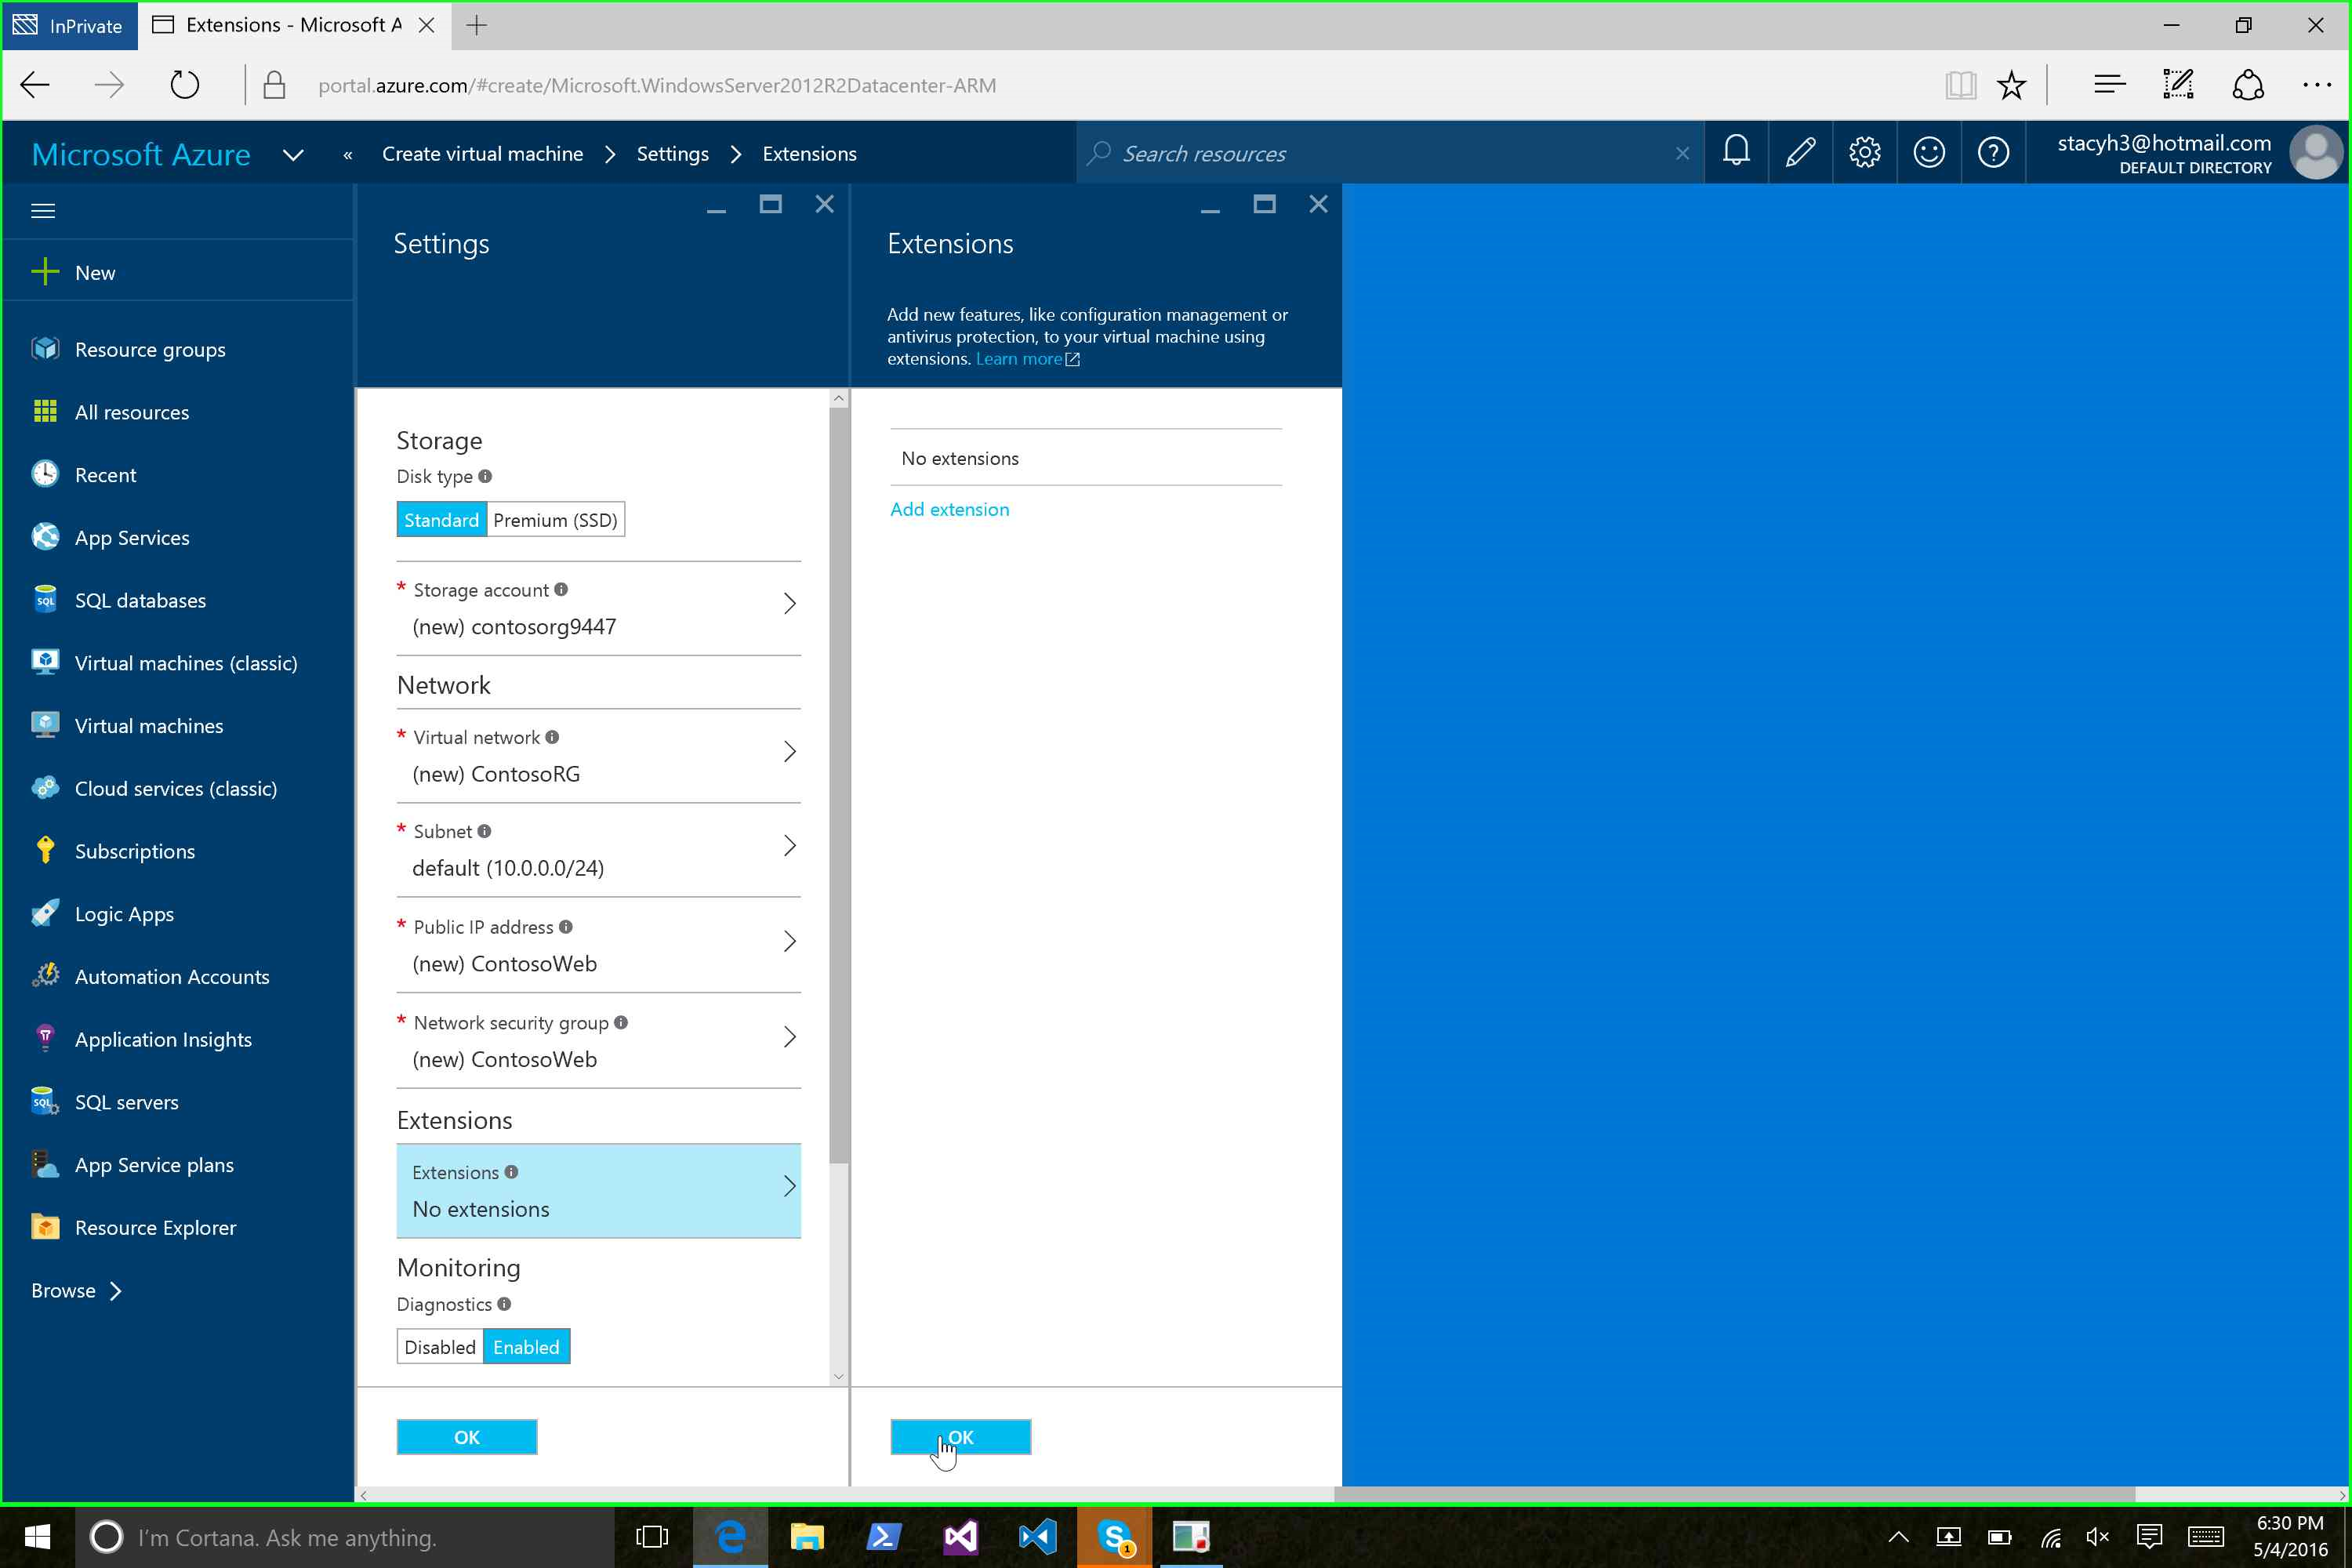 InPrivate
Extensions - Microsoft A
portal.azure.com/#create/Microsoft.WindowsServer2012R2Datacenter-ARM
Microsoft Azure
« Create virtual machine > Settings > Extensions
Search resources
stacyh3@hotmail.com
DEFAULT DIRECTORY
New
Resource groups
All resources
Recent
App Services
SQL databases
Virtual machines (classic)
Virtual machines
Cloud services (classic)
Subscriptions
Logic Apps
Automation Accounts
Application Insights
SQL servers
App Service plans
Resource Explorer
Browse >
Settings
Storage
Disk type
Standard Premium (SSD)
* Storage account
(new) contosorg9447
Network
* Virtual network
(new) ContosoRG
* Subnet
default (10.0.0.0/24)
* Public IP address
(new) ContosoWeb
* Network security group
(new) ContosoWeb
Extensions
Extensions
No extensions
Monitoring
Diagnostics
Disabled Enabled
OK
Extensions
Add new features, like configuration management or
antivirus protection, to your virtual machine using
extensions. Learn more
No extensions
Add extension
OK
I'm Cortana. Ask me anything.
6:30 PM
5/4/2016